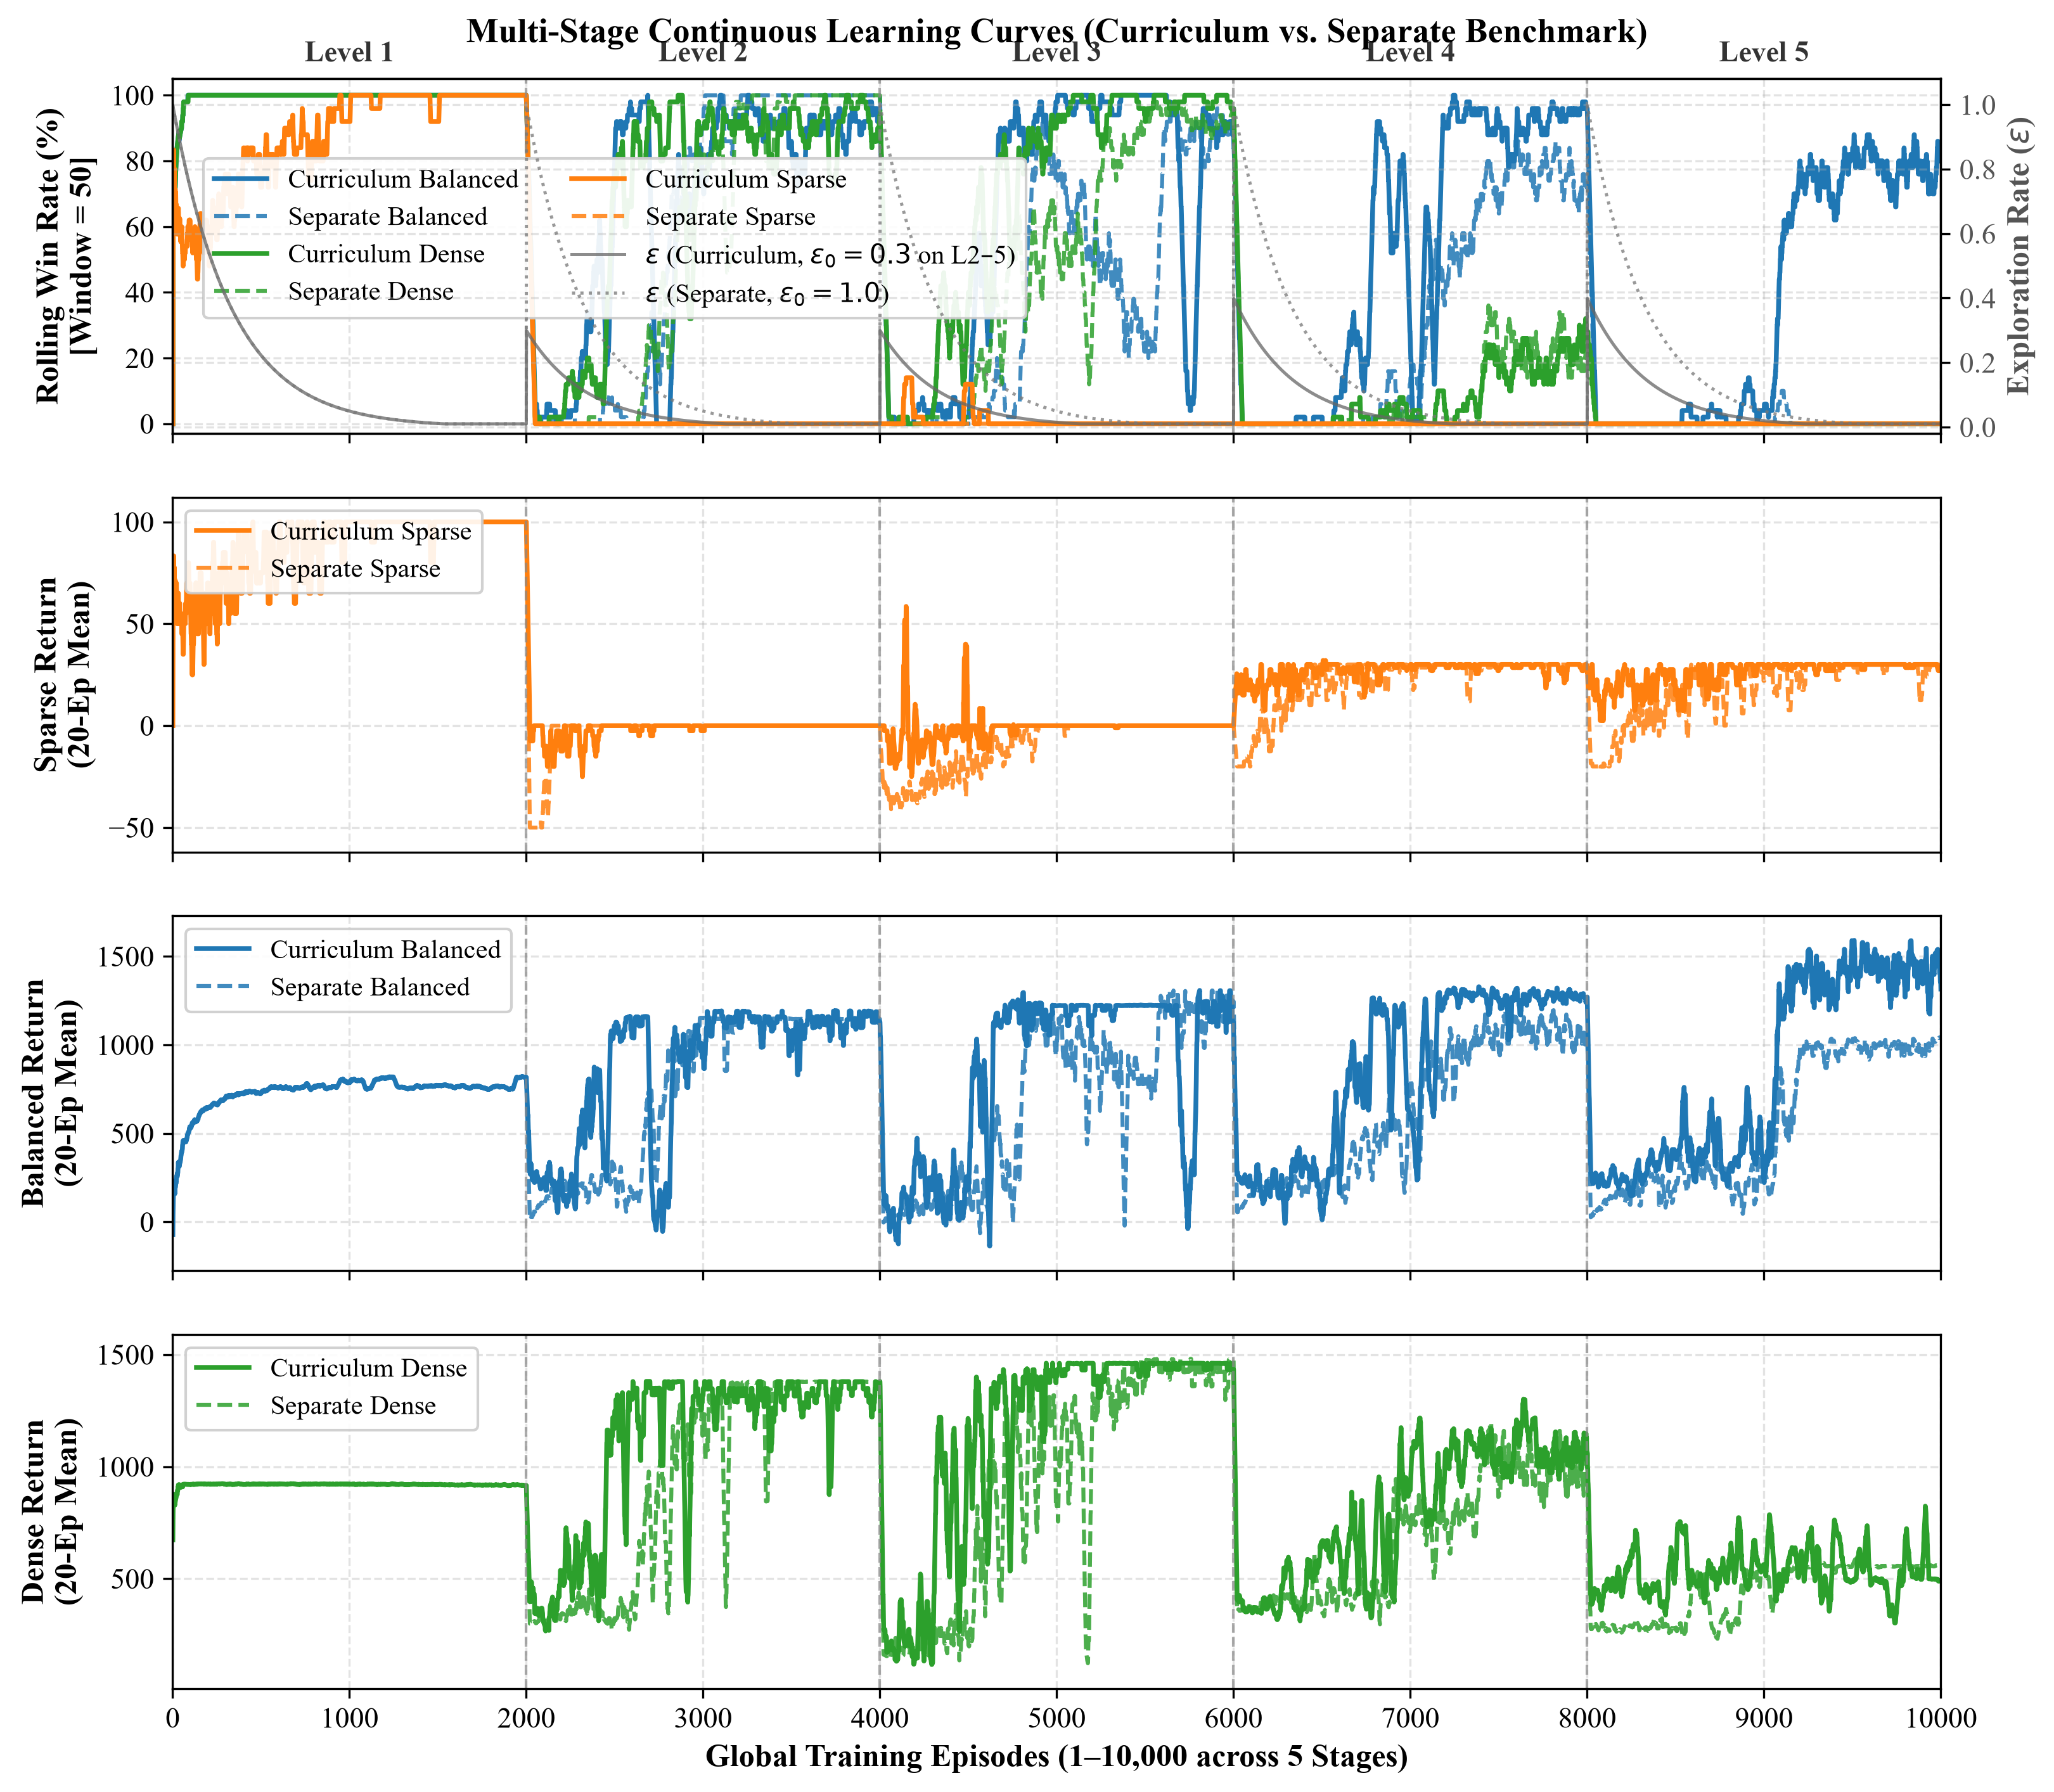 Multi-Stage Continuous Learning Curves (Curriculum vs. Separate Benchmark)
Level 1 Level 2 Level 3 Level 4 Level 5
Rolling Win Rate (%)
[Window = 50]
100
80
60
40
20
0
Curriculum Balanced
Separate Balanced
Curriculum Dense
Separate Dense
Curriculum Sparse
Separate Sparse
ε (Curriculum, ε₀ = 0.3 on L2–5)
ε (Separate, ε₀ = 1.0)
1.0
0.8
0.6
0.4
0.2
0.0
Exploration Rate (ε)
Sparse Return
(20-Ep Mean)
100
50
0
−50
Curriculum Sparse
Separate Sparse
Balanced Return
(20-Ep Mean)
1500
1000
500
0
Curriculum Balanced
Separate Balanced
Dense Return
(20-Ep Mean)
1500
1000
500
Curriculum Dense
Separate Dense
0 1000 2000 3000 4000 5000 6000 7000 8000 9000 10000
Global Training Episodes (1–10,000 across 5 Stages)